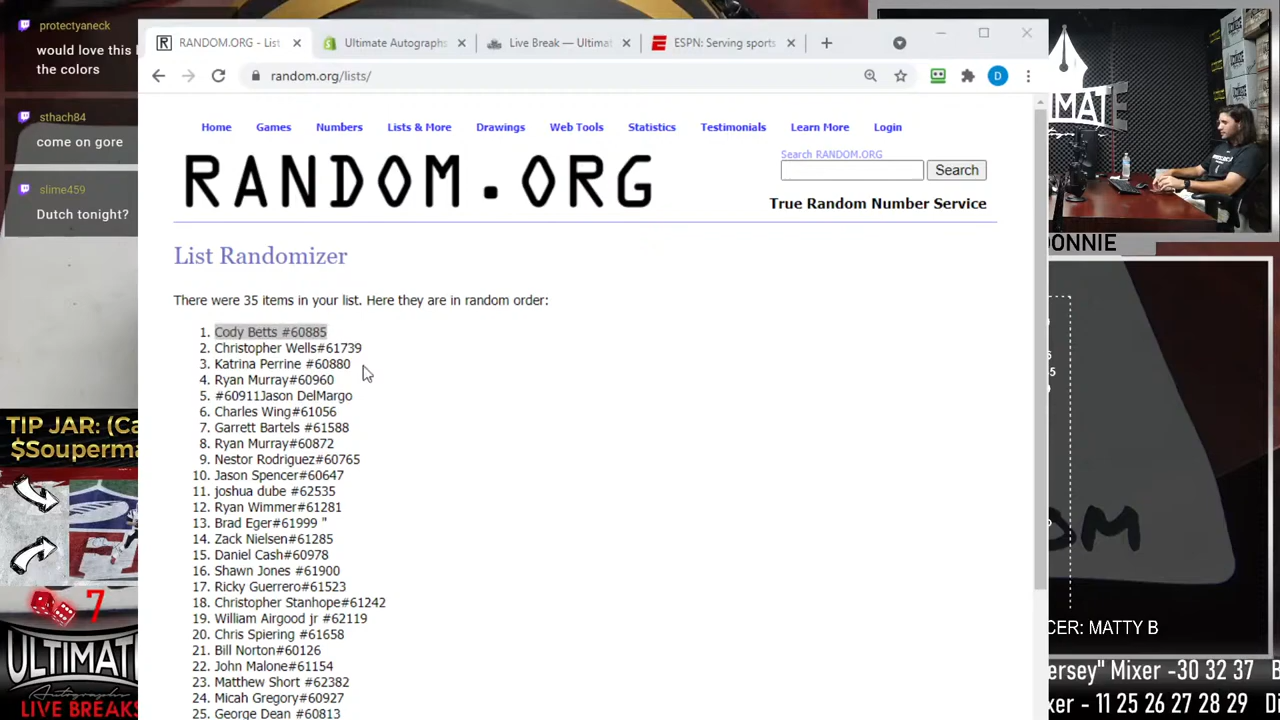 protectyaneck
would love this
the colors
sthach84
come on gore
slime459
Dutch tonight?
RANDOM.ORG - List
Ultimate Autographs
Live Break — Ultima
ESPN: Serving sports
random.org/lists/
D
Home Games Numbers Lists & More Drawings Web Tools Statistics Testimonials Learn More Login
RANDOM.ORG
Search RANDOM.ORG
Search
True Random Number Service
List Randomizer
There were 35 items in your list. Here they are in random order:
1. Cody Betts #60885
2. Christopher Wells#61739
3. Katrina Perrine #60880
4. Ryan Murray#60960
5. #60911Jason DelMargo
6. Charles Wing#61056
7. Garrett Bartels #61588
8. Ryan Murray#60872
9. Nestor Rodriguez#60765
10. Jason Spencer#60647
11. joshua dube #62535
12. Ryan Wimmer#61281
13. Brad Eger#61999 "
14. Zack Nielsen#61285
15. Daniel Cash#60978
16. Shawn Jones #61900
17. Ricky Guerrero#61523
18. Christopher Stanhope#61242
19. William Airgood jr #62119
20. Chris Spiering #61658
21. Bill Norton#60126
22. John Malone#61154
23. Matthew Short #62382
24. Micah Gregory#60927
25. George Dean #60813
TIP JAR: (Ca
$Souperma
7
ULTIMAT
Autographs
LIVE BREAKS
MATE
ONNIE
OM
CER: MATTY B
ersey" Mixer -30 32 37
xer - 11 25 26 27 28 29 Di